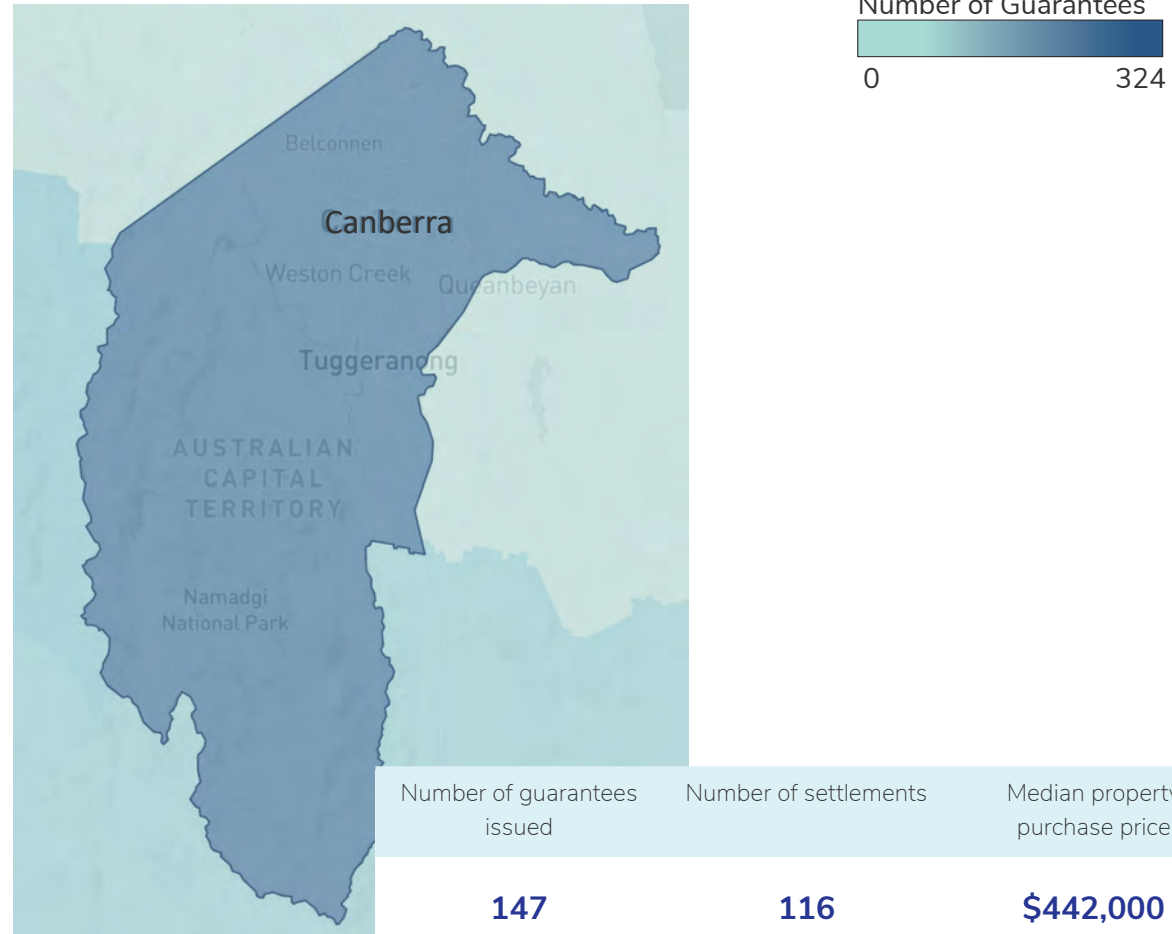 Number of Guarantees
0 324
Belconnen
Canberra
Weston Creek
Queanbeyan
Tuggeranong
AUSTRALIAN
CAPITAL
TERRITORY
Namadgi
National Park
Number of guarantees
issued
Number of settlements
Median property
purchase price
147 116 $442,000